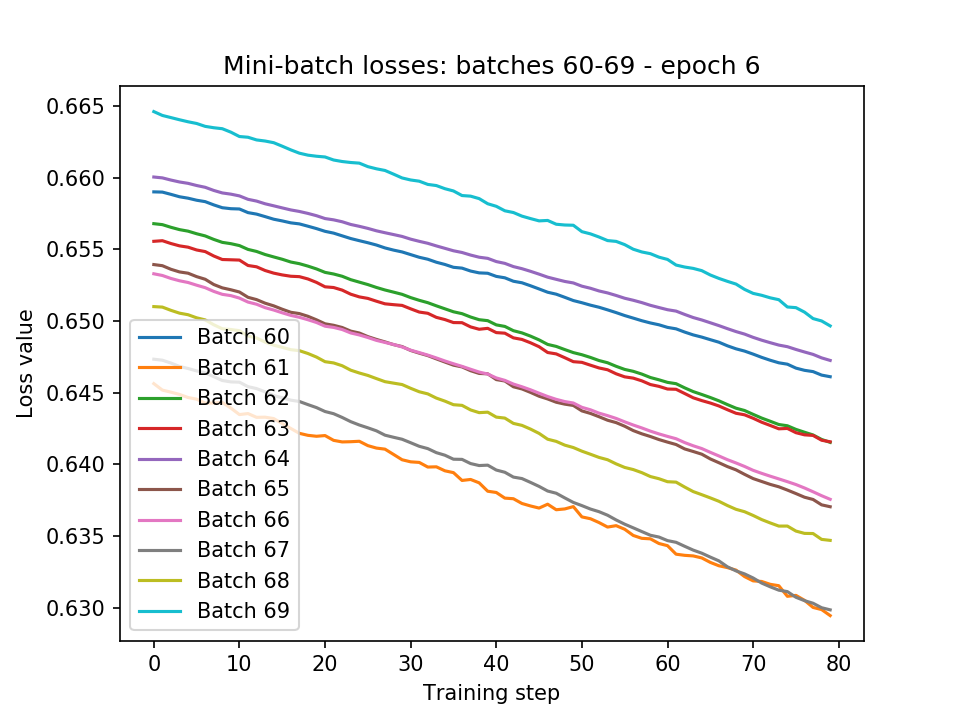 Mini-batch losses: batches 60-69 - epoch 6
Loss value
0.665
0.660
0.655
0.650
0.645
0.640
0.635
0.630
Batch 60
Batch 61
Batch 62
Batch 63
Batch 64
Batch 65
Batch 66
Batch 67
Batch 68
Batch 69
0 10 20 30 40 50 60 70 80
Training step